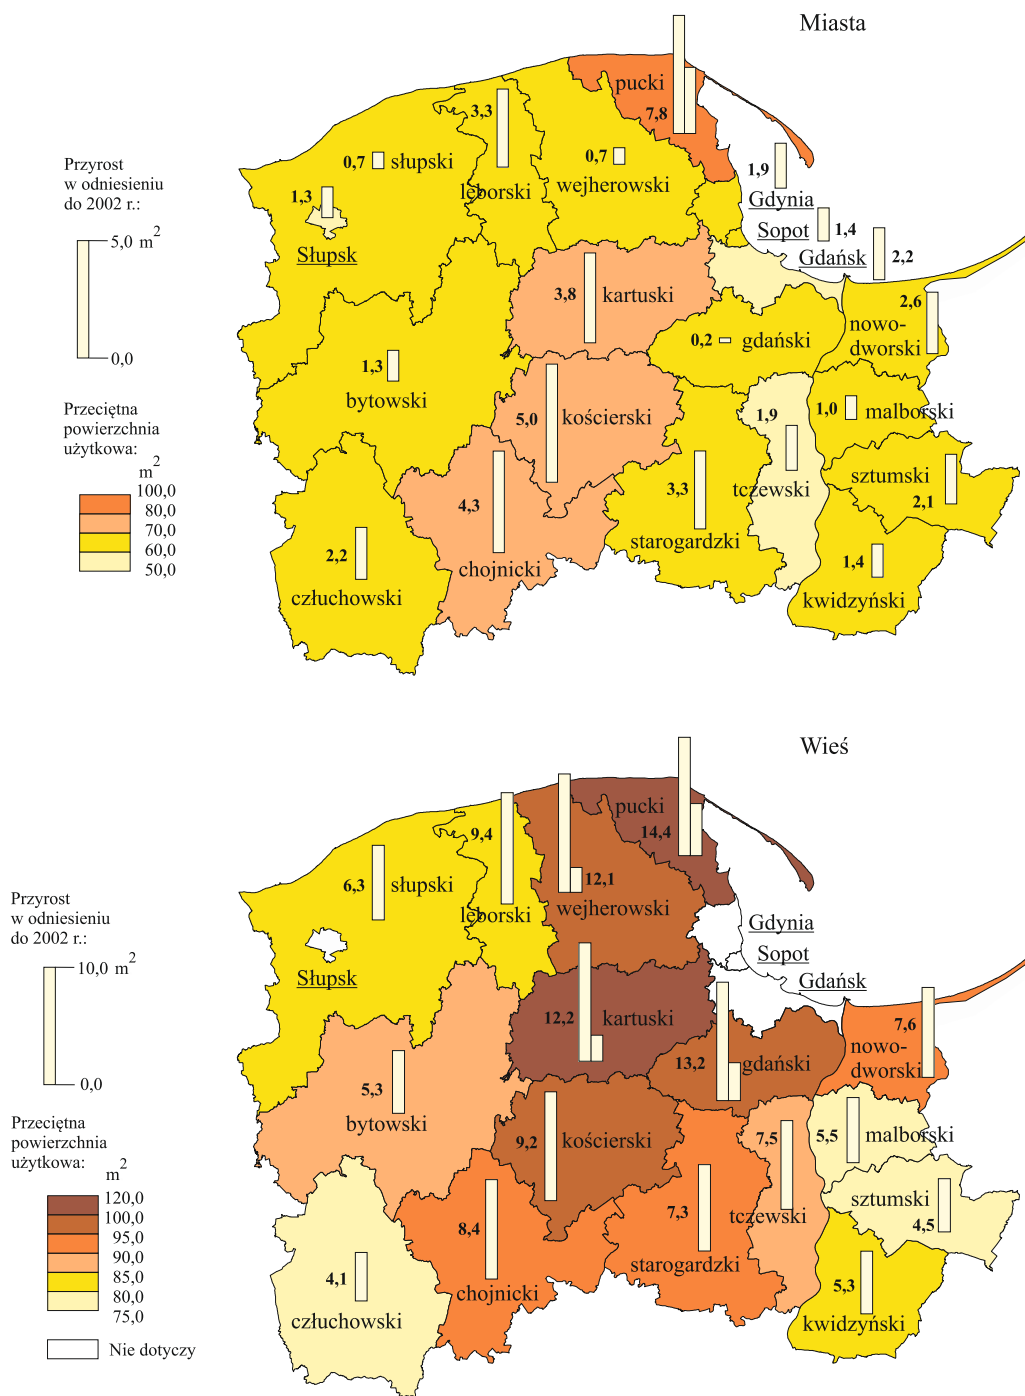 Miasta
Przyrost
w odniesieniu
do 2002 r.:
5,0 m²
0,0
Przeciętna
powierzchnia
użytkowa:
m²
100,0
80,0
70,0
60,0
50,0
pucki
7,8
3,3
lęborski
0,7
słupski
0,7
wejherowski
1,3
Słupsk
1,9
Gdynia
Sopot
1,4
Gdańsk
2,2
3,8
kartuski
2,6
nowo-
dworski
0,2
gdański
1,3
bytowski
5,0
kościerski
1,9
tczewski
1,0
malborski
sztumski
2,1
4,3
chojnicki
3,3
starogardzki
2,2
człuchowski
1,4
kwidzyński
Wieś
Przyrost
w odniesieniu
do 2002 r.:
10,0 m²
0,0
Przeciętna
powierzchnia
użytkowa:
m²
120,0
100,0
95,0
90,0
85,0
80,0
75,0
Nie dotyczy
pucki
14,4
9,4
lęborski
6,3
słupski
12,1
wejherowski
Słupsk
Gdynia
Sopot
Gdańsk
12,2
kartuski
7,6
nowo-
dworski
13,2
gdański
5,3
bytowski
9,2
kościerski
7,5
tczewski
5,5
malborski
sztumski
4,5
8,4
chojnicki
7,3
starogardzki
4,1
człuchowski
5,3
kwidzyński